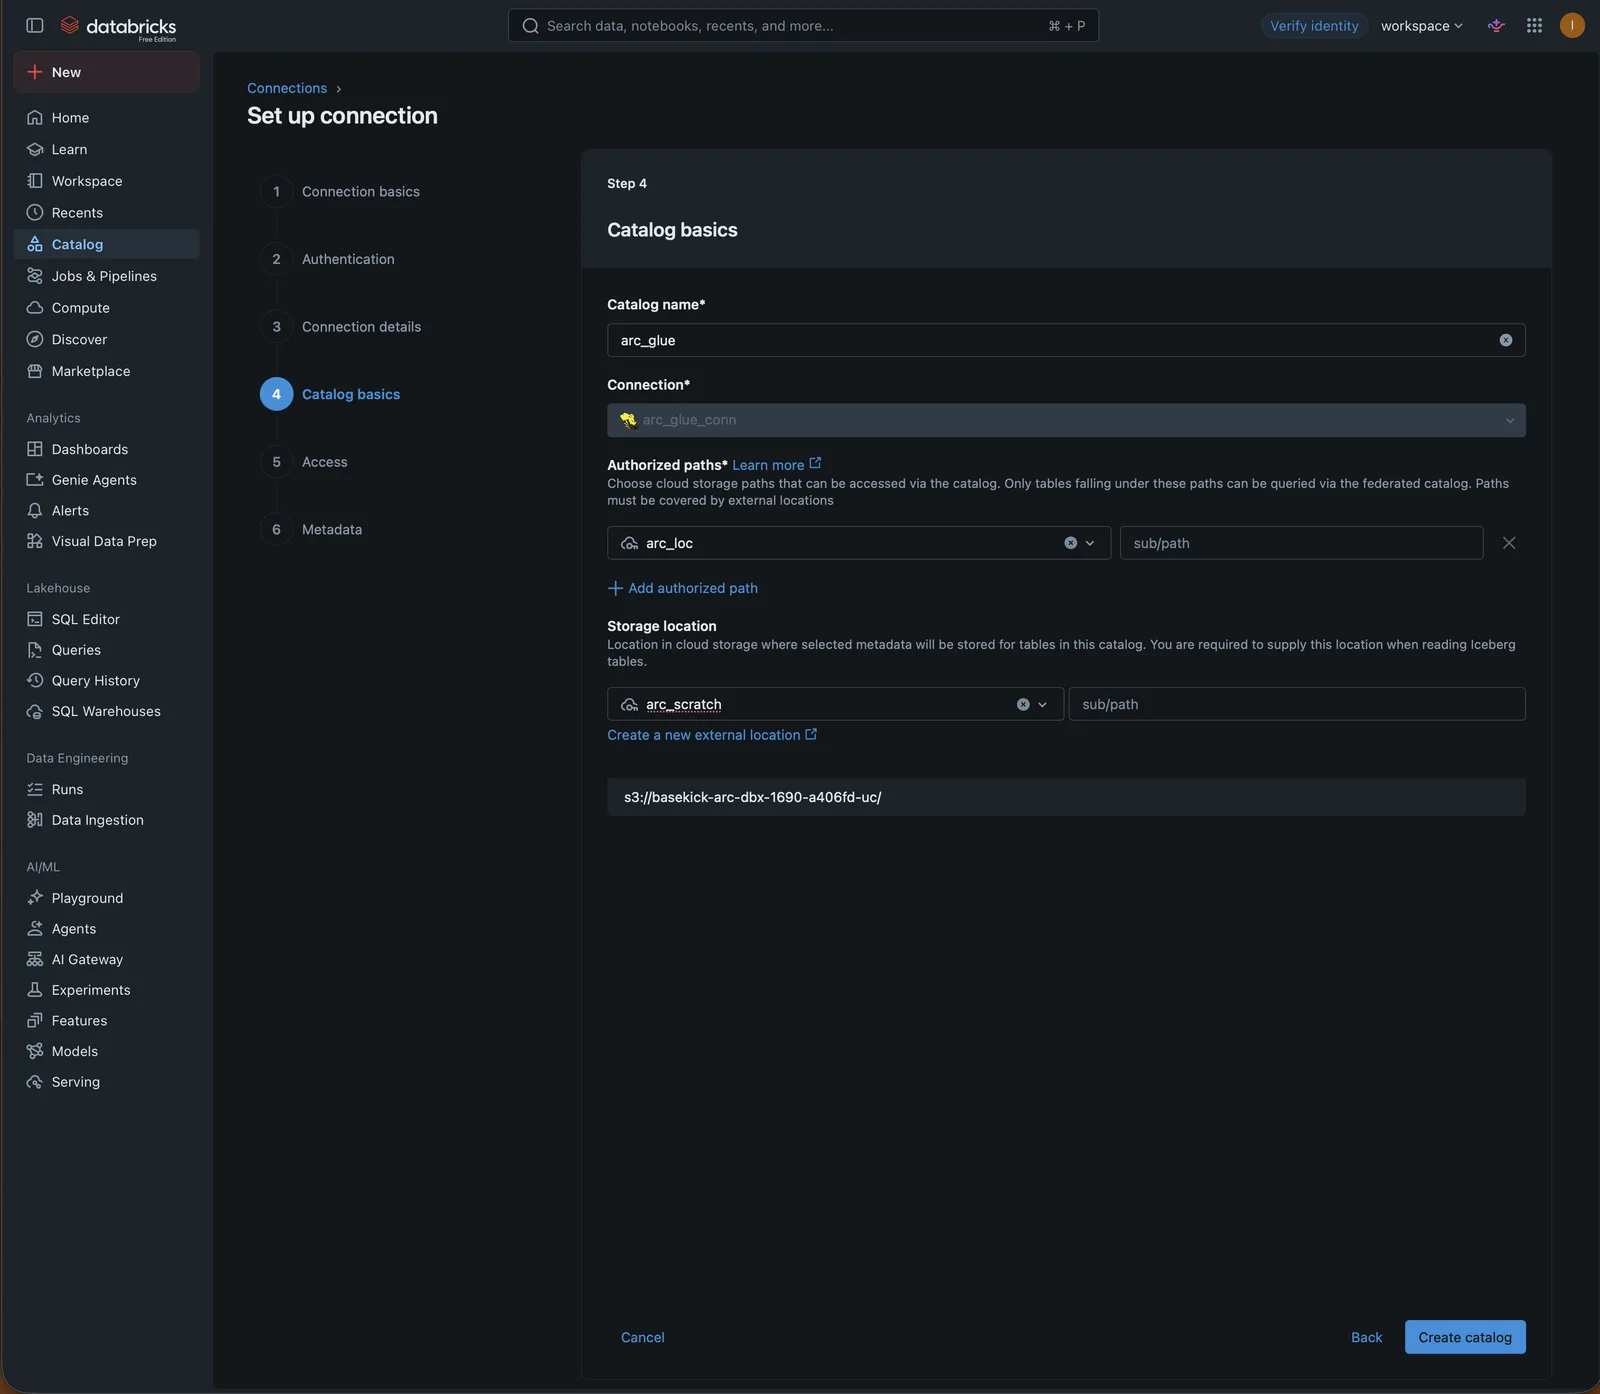 databricks
Free Edition
Search data, notebooks, recents, and more...
⌘ + P
Verify identity
workspace
I
New
Home
Learn
Workspace
Recents
Catalog
Jobs & Pipelines
Compute
Discover
Marketplace
Analytics
Dashboards
Genie Agents
Alerts
Visual Data Prep
Lakehouse
SQL Editor
Queries
Query History
SQL Warehouses
Data Engineering
Runs
Data Ingestion
AI/ML
Playground
Agents
AI Gateway
Experiments
Features
Models
Serving
Connections ›
Set up connection
1 Connection basics
2 Authentication
3 Connection details
4 Catalog basics
5 Access
6 Metadata
Step 4
Catalog basics
Catalog name*
arc_glue
Connection*
arc_glue_conn
Authorized paths* Learn more
Choose cloud storage paths that can be accessed via the catalog. Only tables falling under these paths can be queried via the federated catalog. Paths
must be covered by external locations
arc_loc
sub/path
Add authorized path
Storage location
Location in cloud storage where selected metadata will be stored for tables in this catalog. You are required to supply this location when reading Iceberg
tables.
arc_scratch
sub/path
Create a new external location
s3://basekick-arc-dbx-1690-a406fd-uc/
Cancel
Back
Create catalog